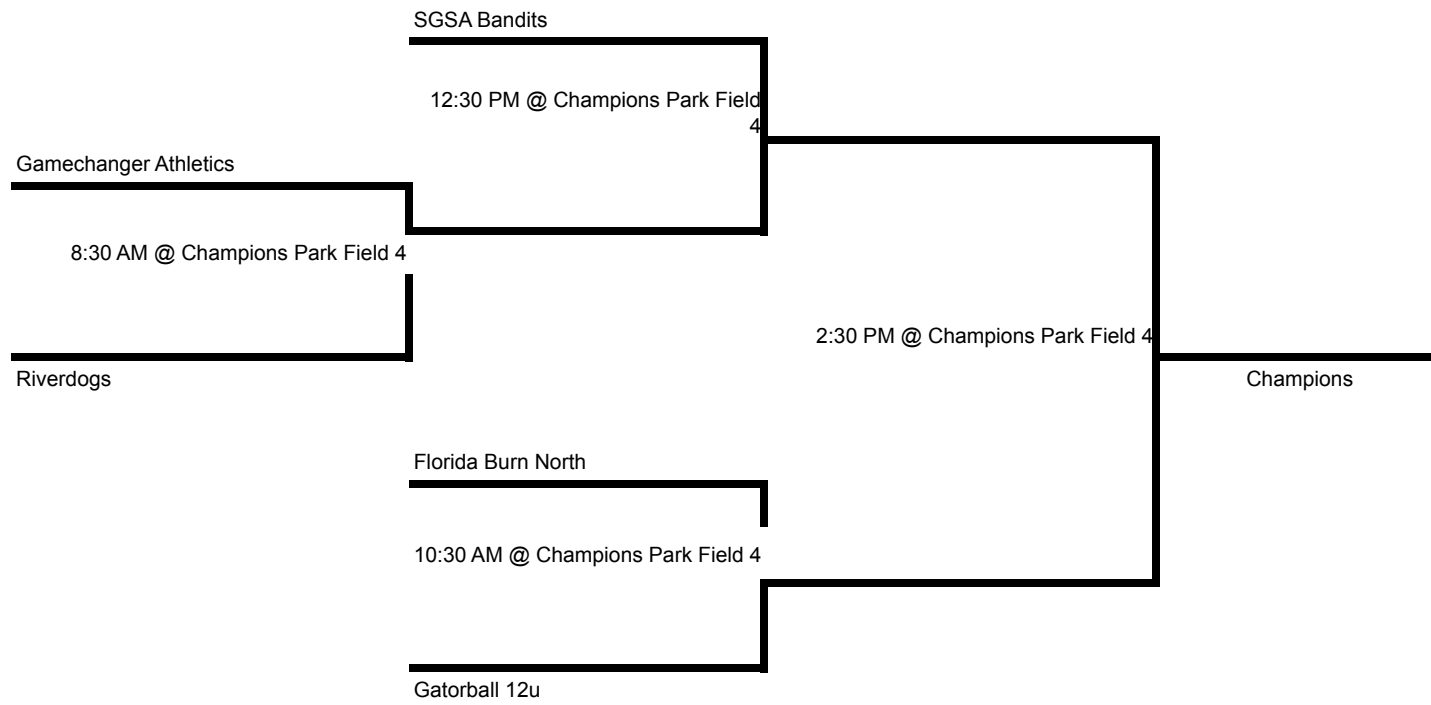 SGSA Bandits
12:30 PM @ Champions Park Field
4
Gamechanger Athletics
8:30 AM @ Champions Park Field 4
2:30 PM @ Champions Park Field 4
Riverdogs
Champions
Florida Burn North
10:30 AM @ Champions Park Field 4
Gatorball 12u